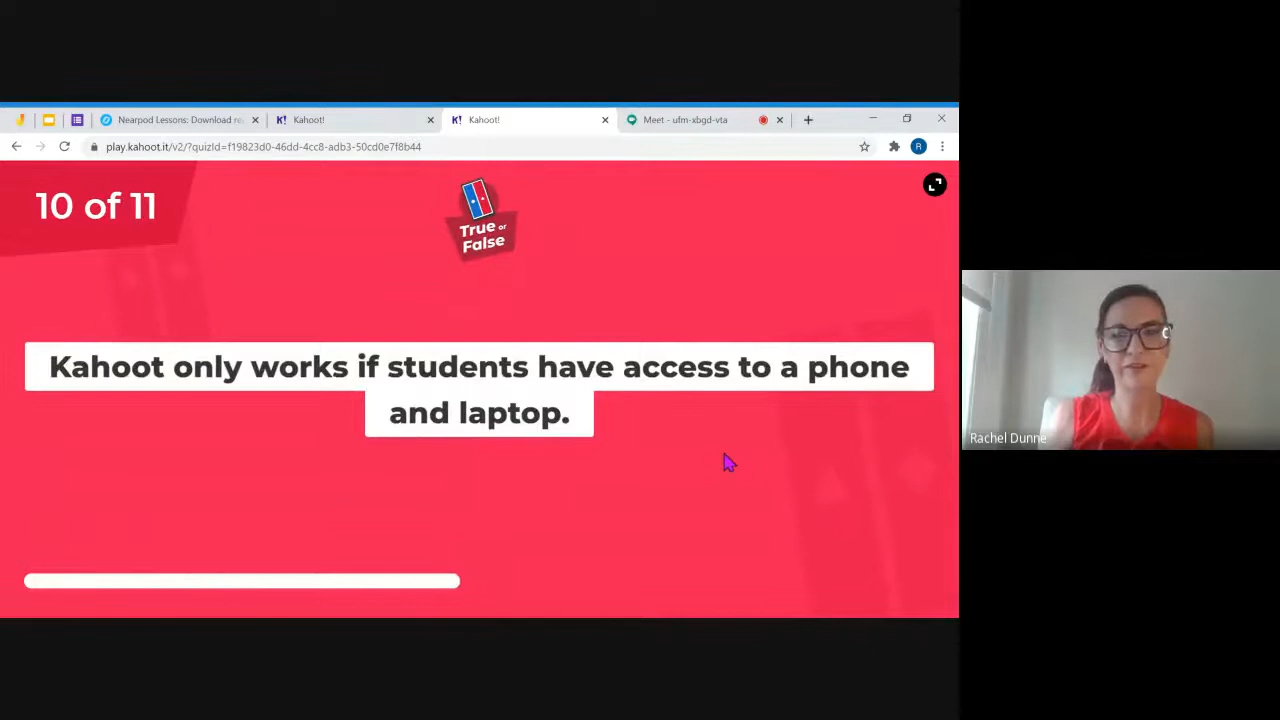 Nearpod Lessons: Download re
Kahoot!
Kahoot!
Meet - ufm-xbgd-vta
play.kahoot.it/v2/?quizId=f19823d0-46dd-4cc8-adb3-50cd0e7f8b44
R
10 of 11
True or
False
Kahoot only works if students have access to a phone
and laptop.
Rachel Dunne